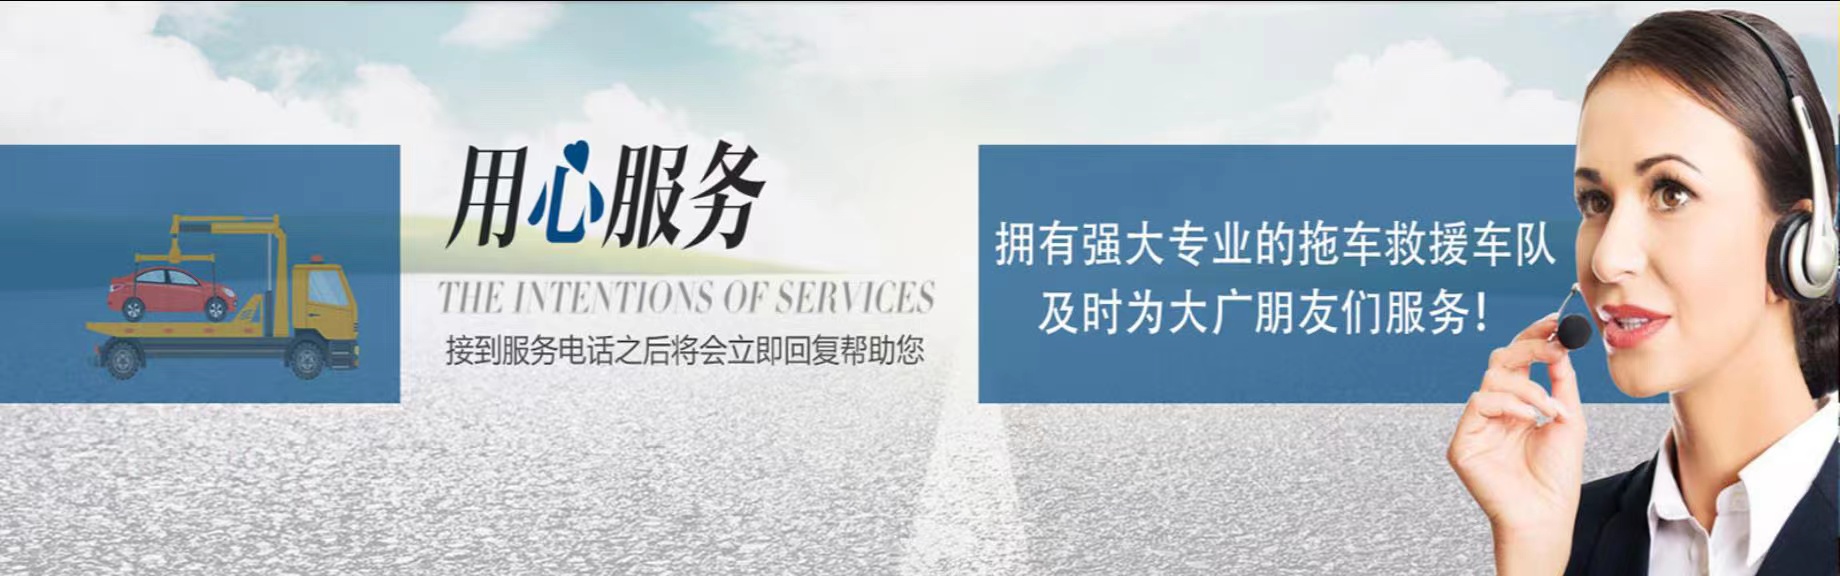 用心服务
THE INTENTIONS OF SERVICES
接到服务电话之后将会立即回复帮助您
拥有强大专业的拖车救援车队
及时为大广朋友们服务!